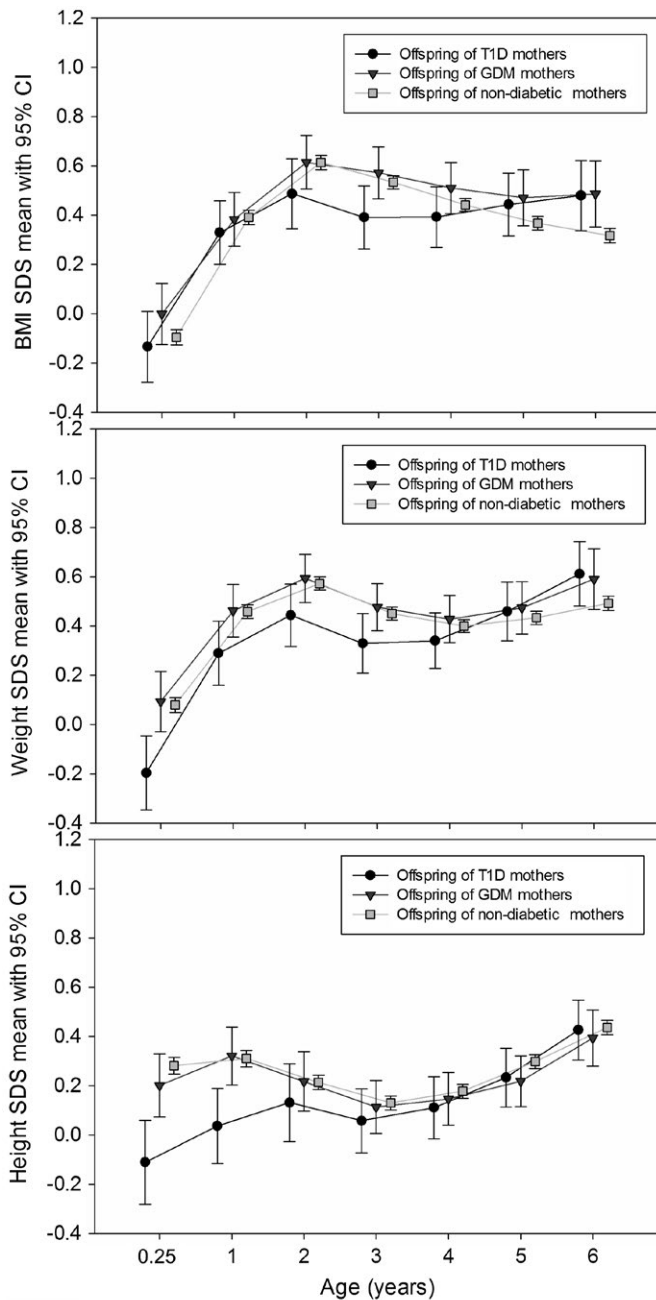 1.2
Offspring of T1D mothers
1.0
Offspring of GDM mothers
Offspring of non-diabetic mothers
0.8
0.6
0.4
0.2
0.0
-0.2
-0.4
BMI SDS mean with 95% CI
1.2
Offspring of T1D mothers
1.0
Offspring of GDM mothers
Offspring of non-diabetic mothers
0.8
0.6
0.4
0.2
0.0
-0.2
-0.4
Weight SDS mean with 95% CI
1.2
Offspring of T1D mothers
1.0
Offspring of GDM mothers
Offspring of non-diabetic mothers
0.8
0.6
0.4
0.2
0.0
-0.2
-0.4
Height SDS mean with 95% CI
0.25 1 2 3 4 5 6
Age (years)